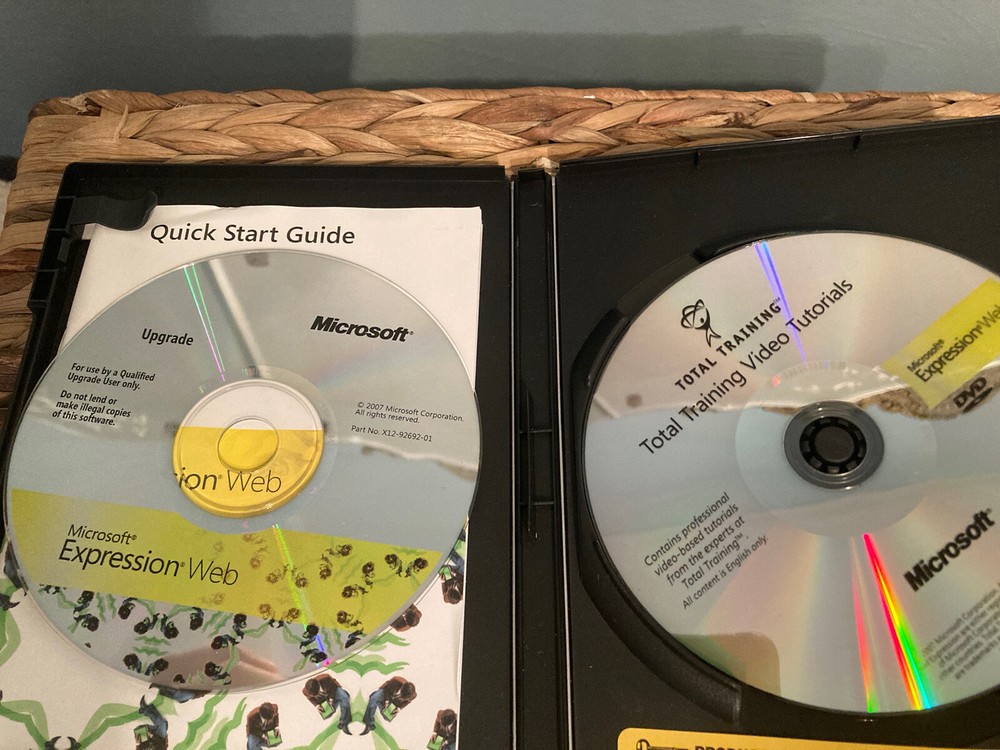 Quick Start Guide
Upgrade
Microsoft®
For use by a Qualified
Upgrade User only.
Do not lend or
make illegal copies
of this software.
© 2007 Microsoft Corporation.
All rights reserved.
Part No. X12-92692-01
ion® Web
Microsoft®
Expression® Web
TOTAL TRAINING™
Total Training Video Tutorials
Microsoft®
Expression® Web
DVD
Contains professional
video-based tutorials
from the experts at
Total Training™.
All content is English only.
Microsoft